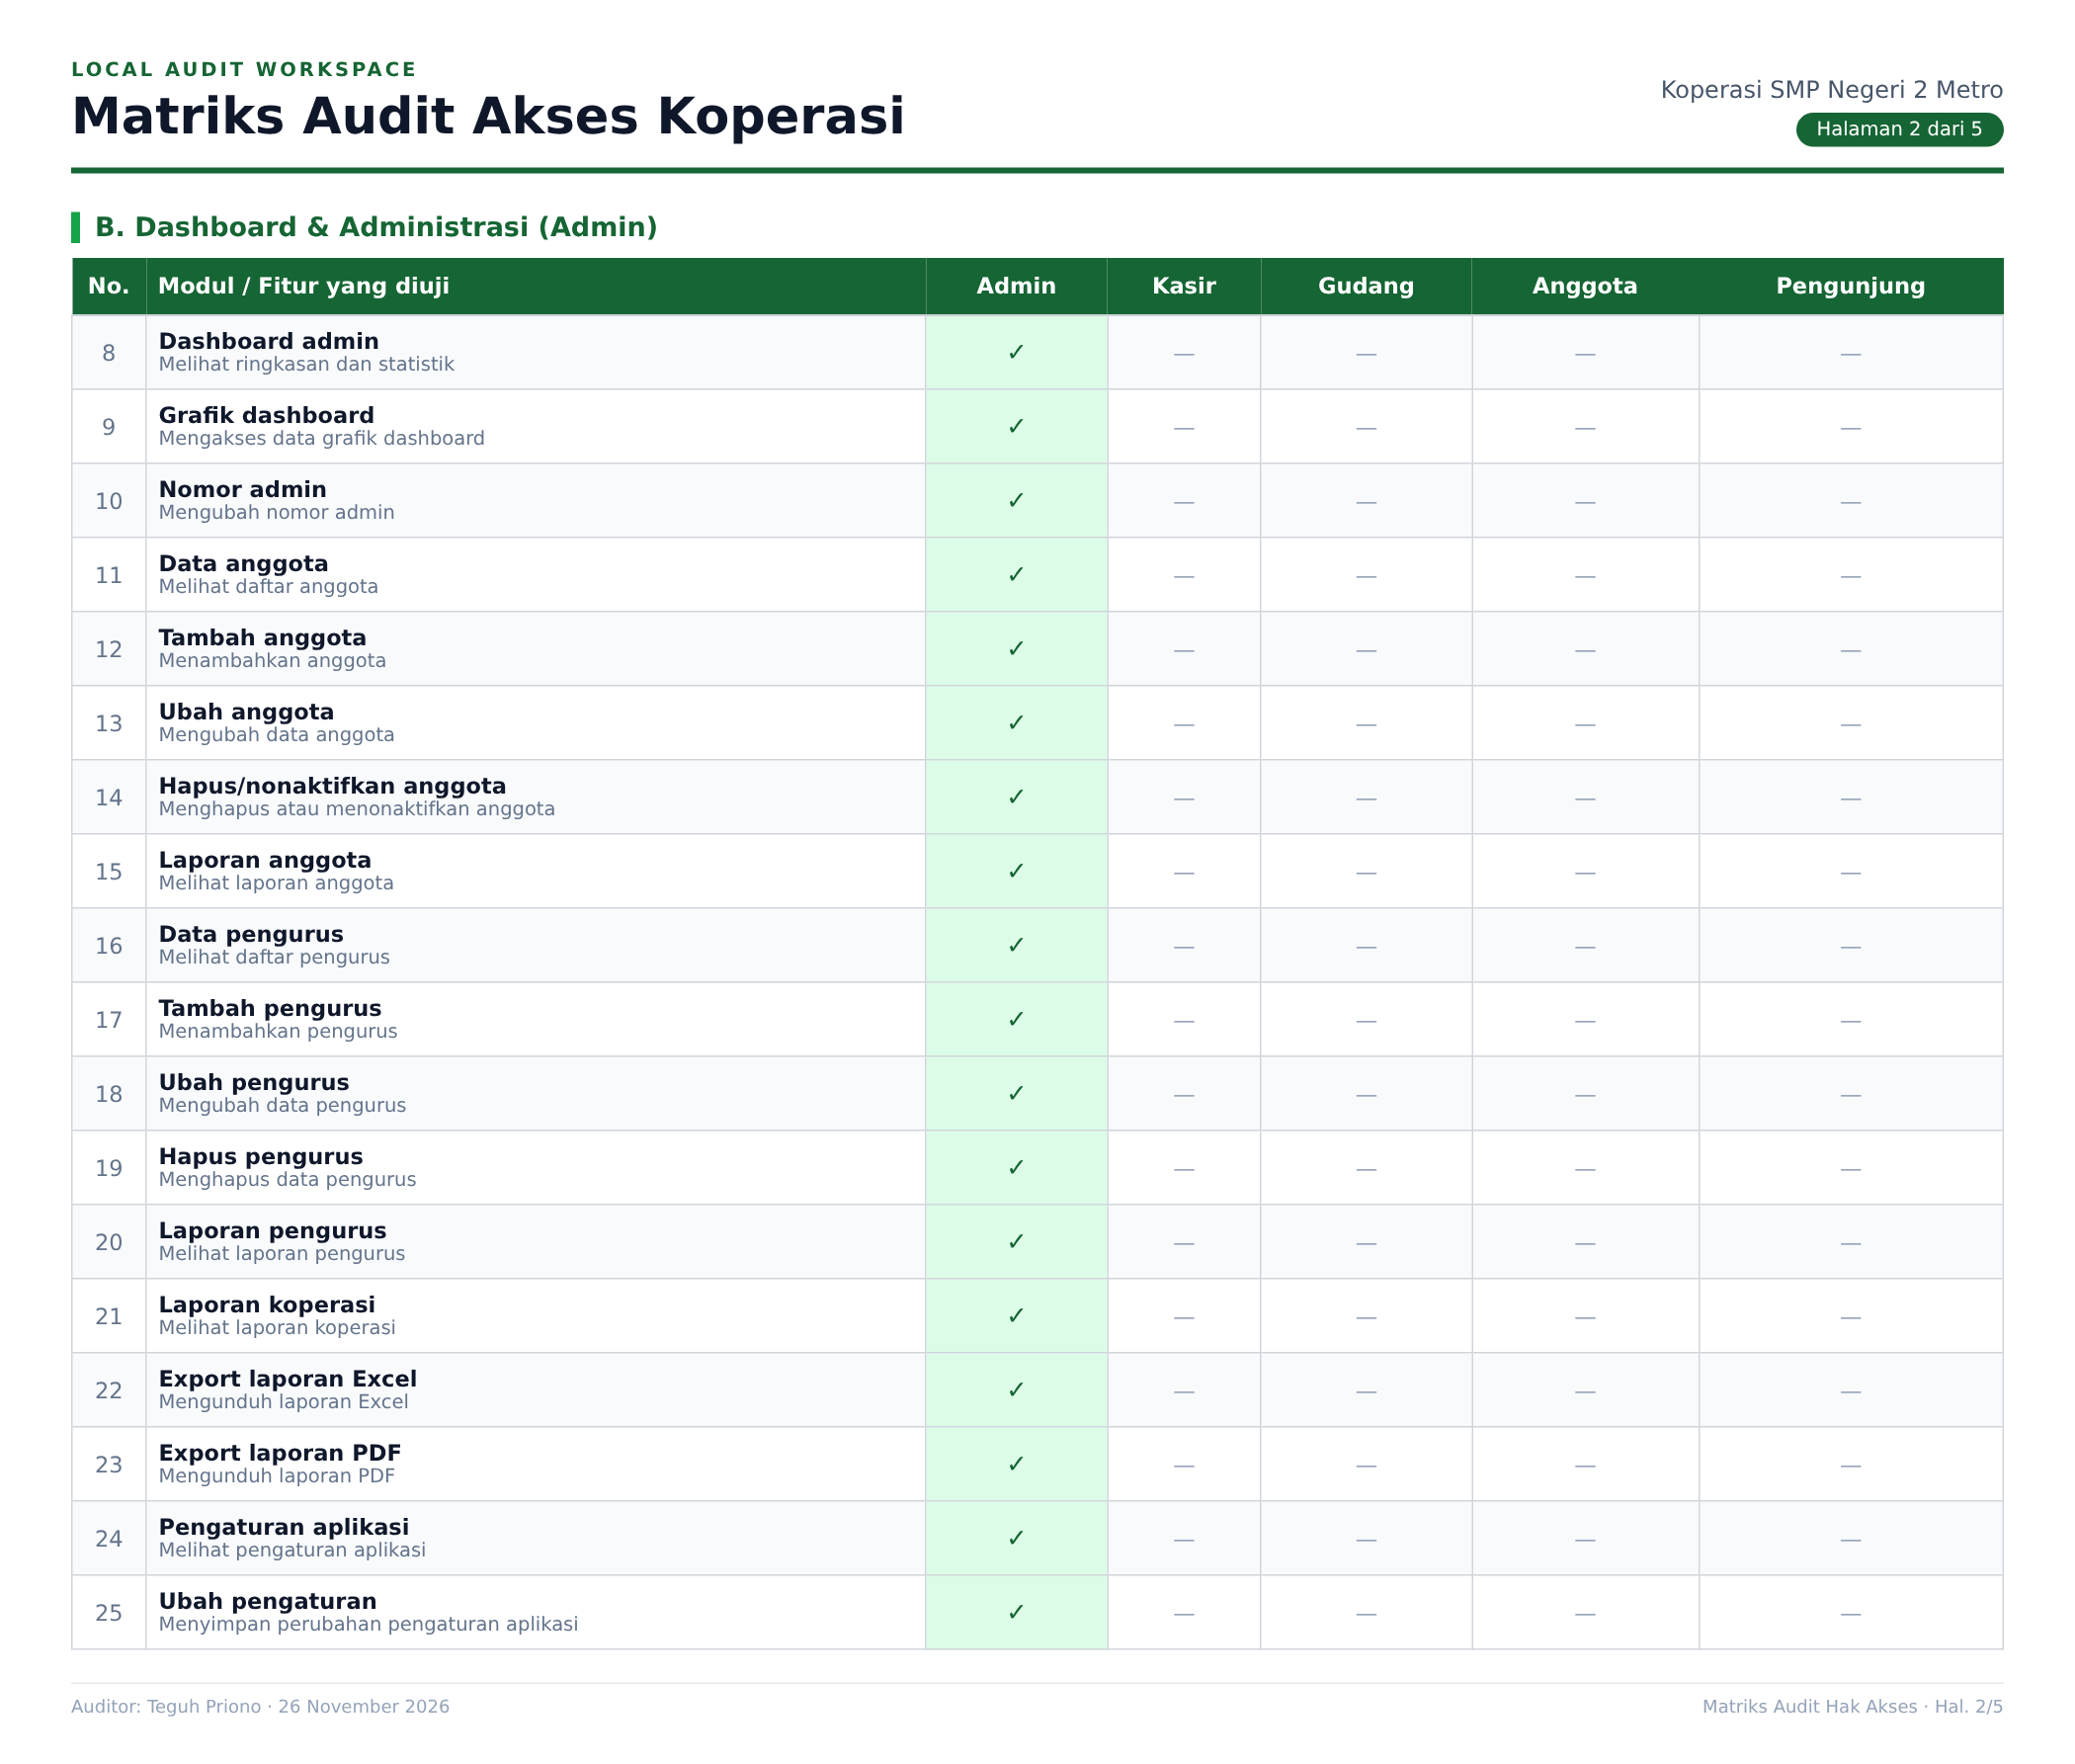 LOCAL AUDIT WORKSPACE
Matriks Audit Akses Koperasi
Koperasi SMP Negeri 2 Metro
Halaman 2 dari 5
B. Dashboard & Administrasi (Admin)
No. Modul / Fitur yang diuji Admin Kasir Gudang Anggota Pengunjung
8 Dashboard admin ✓ — — — —
Melihat ringkasan dan statistik
9 Grafik dashboard ✓ — — — —
Mengakses data grafik dashboard
10 Nomor admin ✓ — — — —
Mengubah nomor admin
11 Data anggota ✓ — — — —
Melihat daftar anggota
12 Tambah anggota ✓ — — — —
Menambahkan anggota
13 Ubah anggota ✓ — — — —
Mengubah data anggota
14 Hapus/nonaktifkan anggota ✓ — — — —
Menghapus atau menonaktifkan anggota
15 Laporan anggota ✓ — — — —
Melihat laporan anggota
16 Data pengurus ✓ — — — —
Melihat daftar pengurus
17 Tambah pengurus ✓ — — — —
Menambahkan pengurus
18 Ubah pengurus ✓ — — — —
Mengubah data pengurus
19 Hapus pengurus ✓ — — — —
Menghapus data pengurus
20 Laporan pengurus ✓ — — — —
Melihat laporan pengurus
21 Laporan koperasi ✓ — — — —
Melihat laporan koperasi
22 Export laporan Excel ✓ — — — —
Mengunduh laporan Excel
23 Export laporan PDF ✓ — — — —
Mengunduh laporan PDF
24 Pengaturan aplikasi ✓ — — — —
Melihat pengaturan aplikasi
25 Ubah pengaturan ✓ — — — —
Menyimpan perubahan pengaturan aplikasi
Auditor: Teguh Priono · 26 November 2026
Matriks Audit Hak Akses · Hal. 2/5